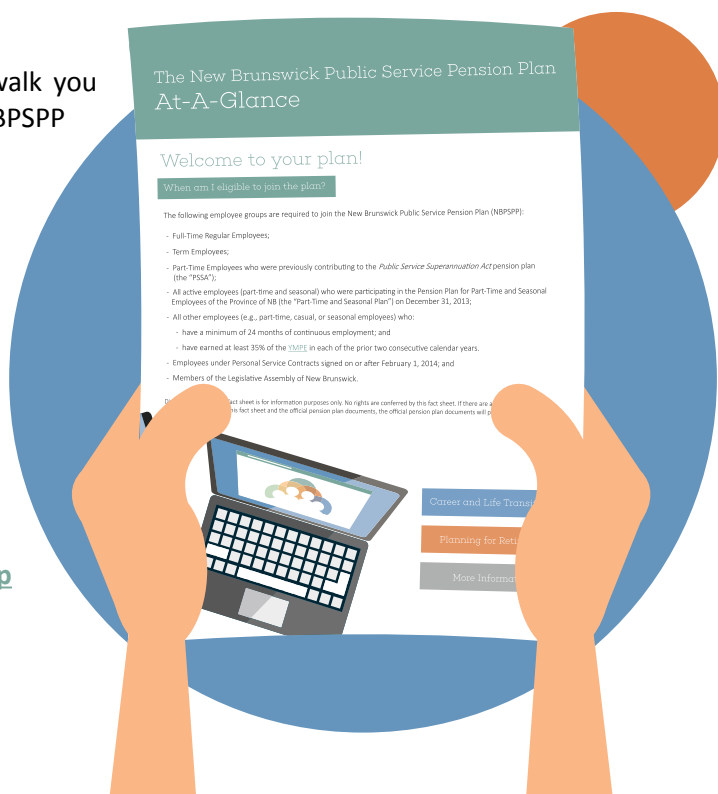 walk you
BPSPP
The New Brunswick Public Service Pension Plan
At-A-Glance
Welcome to your plan!
When am I eligible to join the plan?
The following employee groups are required to join the New Brunswick Public Service Pension Plan (NBPSPP):
- Full-Time Regular Employees;
- Term Employees;
- Part-Time Employees who were previously contributing to the Public Service Superannuation Act pension plan
(the “PSSA”);
- All active employees (part-time and seasonal) who were participating in the Pension Plan for Part-Time and Seasonal
Employees of the Province of NB (the “Part-Time and Seasonal Plan”) on December 31, 2013;
- All other employees (e.g., part-time, casual, or seasonal employees) who:
- have a minimum of 24 months of continuous employment; and
- have earned at least 35% of the YMPE in each of the prior two consecutive calendar years.
- Employees under Personal Service Contracts signed on or after February 1, 2014; and
- Members of the Legislative Assembly of New Brunswick.
act sheet is for information purposes only. No rights are conferred by this fact sheet. If there are
his fact sheet and the official pension plan documents, the official pension plan documents will
Career and Life
Planning for
More
p